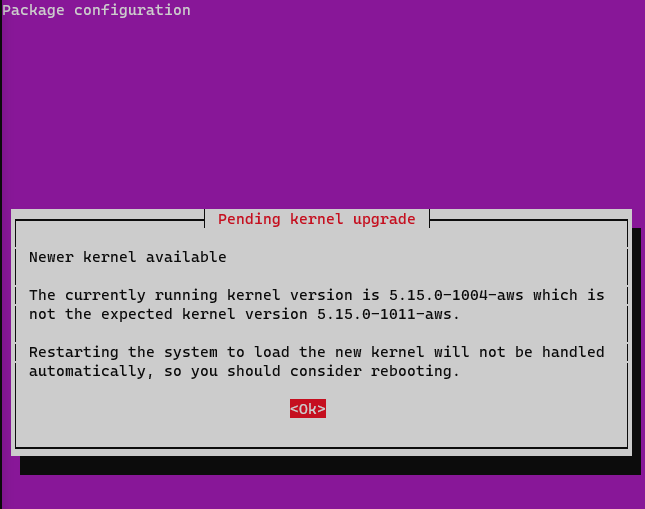 Package configuration
Pending kernel upgrade
Newer kernel available
The currently running kernel version is 5.15.0-1004-aws which is
not the expected kernel version 5.15.0-1011-aws.
Restarting the system to load the new kernel will not be handled
automatically, so you should consider rebooting.
<Ok>